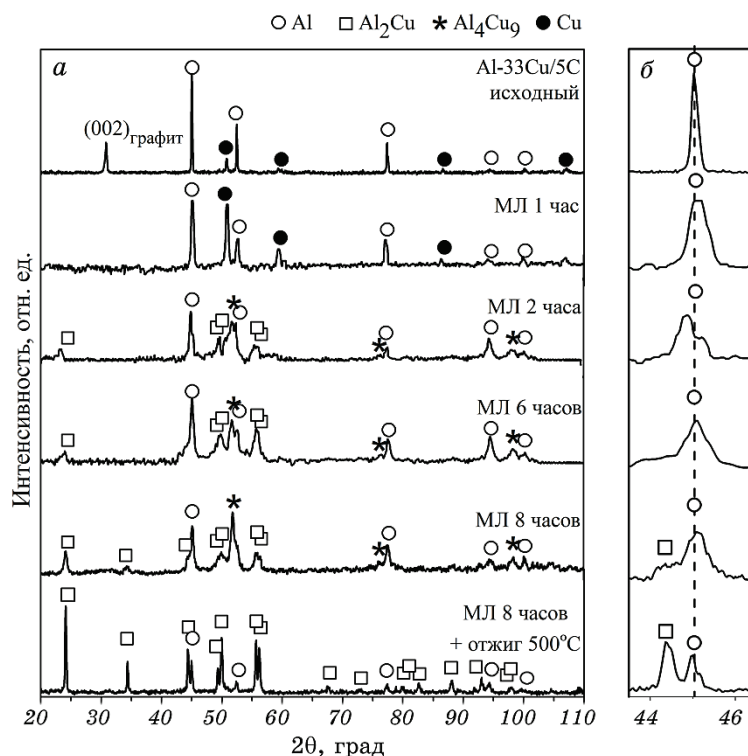 Al Al₂Cu Al₄Cu₉ Cu
а
Al-33Cu/5C
исходный
(002)графит
МЛ 1 час
МЛ 2 часа
МЛ 6 часов
МЛ 8 часов
МЛ 8 часов
+ отжиг 500°C
20 30 40 50 60 70 80 90 100 110
2θ, град
Интенсивность, отн. ед.
б
44 46